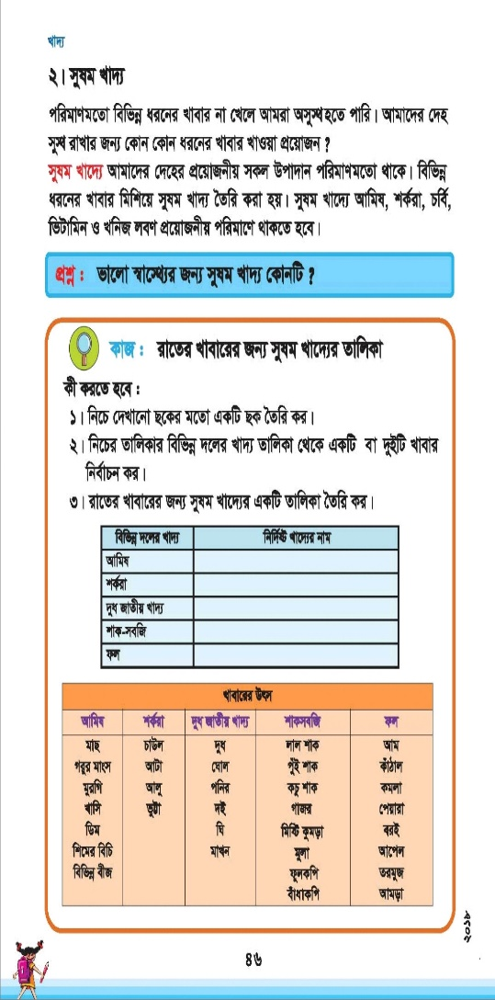 খাদ্য
২। সুষম খাদ্য
পরিমাণমতো বিভিন্ন ধরনের খাবার না খেলে আমরা অসুস্থ হতে পারি। আমাদের দেহ
সুস্থ রাখার জন্য কোন কোন ধরনের খাবার খাওয়া প্রয়োজন ?
সুষম খাদ্যে আমাদের দেহের প্রয়োজনীয় সকল উপাদান পরিমাণমতো থাকে। বিভিন্ন
ধরনের খাবার মিশিয়ে সুষম খাদ্য তৈরি করা হয়। সুষম খাদ্যে আমিষ, শর্করা, চর্বি,
ভিটামিন ও খনিজ লবণ প্রয়োজনীয় পরিমাণে থাকতে হবে।
প্রশ্ন : ভালো স্বাস্থ্যের জন্য সুষম খাদ্য কোনটি ?
কাজ : রাতের খাবারের জন্য সুষম খাদ্যের তালিকা
কী করতে হবে :
১। নিচে দেখানো ছকের মতো একটি ছক তৈরি কর।
২। নিচের তালিকার বিভিন্ন দলের খাদ্য তালিকা থেকে একটি বা দুইটি খাবার
নির্বাচন কর।
৩। রাতের খাবারের জন্য সুষম খাদ্যের একটি তালিকা তৈরি কর।
বিভিন্ন দলের খাদ্য নির্দিষ্ট খাদ্যের নাম
আমিষ
শর্করা
দুধ জাতীয় খাদ্য
শাক-সবজি
ফল
খাবারের উৎস
আমিষ শর্করা দুধ জাতীয় খাদ্য শাকসবজি ফল
মাছ চাউল দুধ লাল শাক আম
গরুর মাংস আটা ঘোল পুঁই শাক কাঁঠাল
মুরগি আলু পনির কচু শাক কমলা
খাসি ভুট্টা দই গাজর পেয়ারা
ডিম ঘি মিষ্টি কুমড়া বরই
শিমের বিচি মাখন মুলা আপেল
বিভিন্ন বীজ ফুলকপি তরমুজ
বাঁধাকপি আমড়া
২০১৯
৪৬